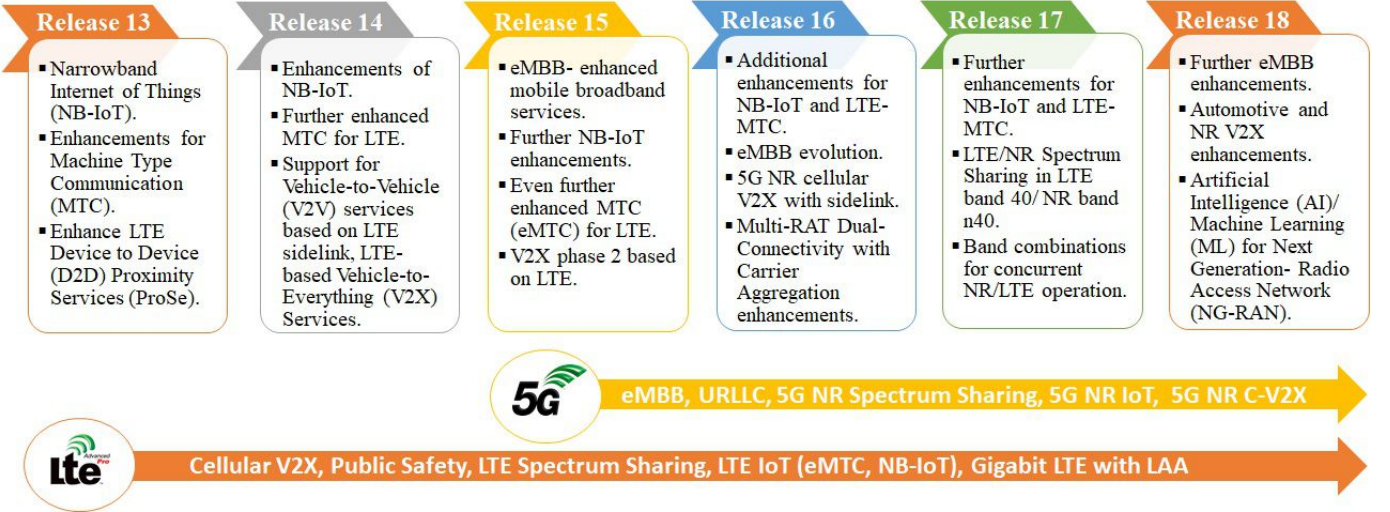 Release 13
▪ Narrowband
Internet of Things
(NB-IoT).
▪ Enhancements for
Machine Type
Communication
(MTC).
▪ Enhance LTE
Device to Device
(D2D) Proximity
Services (ProSe).
Release 14
▪ Enhancements of
NB-IoT.
▪ Further enhanced
MTC for LTE.
▪ Support for
Vehicle-to-Vehicle
(V2V) services
based on LTE
sidelink, LTE-
based Vehicle-to-
Everything (V2X)
Services.
Release 15
▪ eMBB- enhanced
mobile broadband
services.
▪ Further NB-IoT
enhancements.
▪ Even further
enhanced MTC
(eMTC) for LTE.
▪ V2X phase 2 based
on LTE.
Release 16
▪ Additional
enhancements for
NB-IoT and LTE-
MTC.
▪ eMBB evolution.
▪ 5G NR cellular
V2X with sidelink.
▪ Multi-RAT Dual-
Connectivity with
Carrier
Aggregation
enhancements.
Release 17
▪ Further
enhancements for
NB-IoT and LTE-
MTC.
▪ LTE/NR Spectrum
Sharing in LTE
band 40/ NR band
n40.
▪ Band combinations
for concurrent
NR/LTE operation.
Release 18
▪ Further eMBB
enhancements.
▪ Automotive and
NR V2X
enhancements.
▪ Artificial
Intelligence (AI)/
Machine Learning
(ML) for Next
Generation- Radio
Access Network
(NG-RAN).
5G
eMBB, URLLC, 5G NR Spectrum Sharing, 5G NR IoT, 5G NR C-V2X
Lte Advanced Pro
Cellular V2X, Public Safety, LTE Spectrum Sharing, LTE IoT (eMTC, NB-IoT), Gigabit LTE with LAA